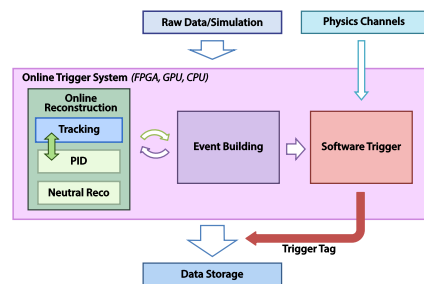 Raw Data/Simulation
Physics Channels
Online Trigger System (FPGA, GPU, CPU)
Online
Reconstruction
Tracking
PID
Neutral Reco
Event Building
Software Trigger
Trigger Tag
Data Storage